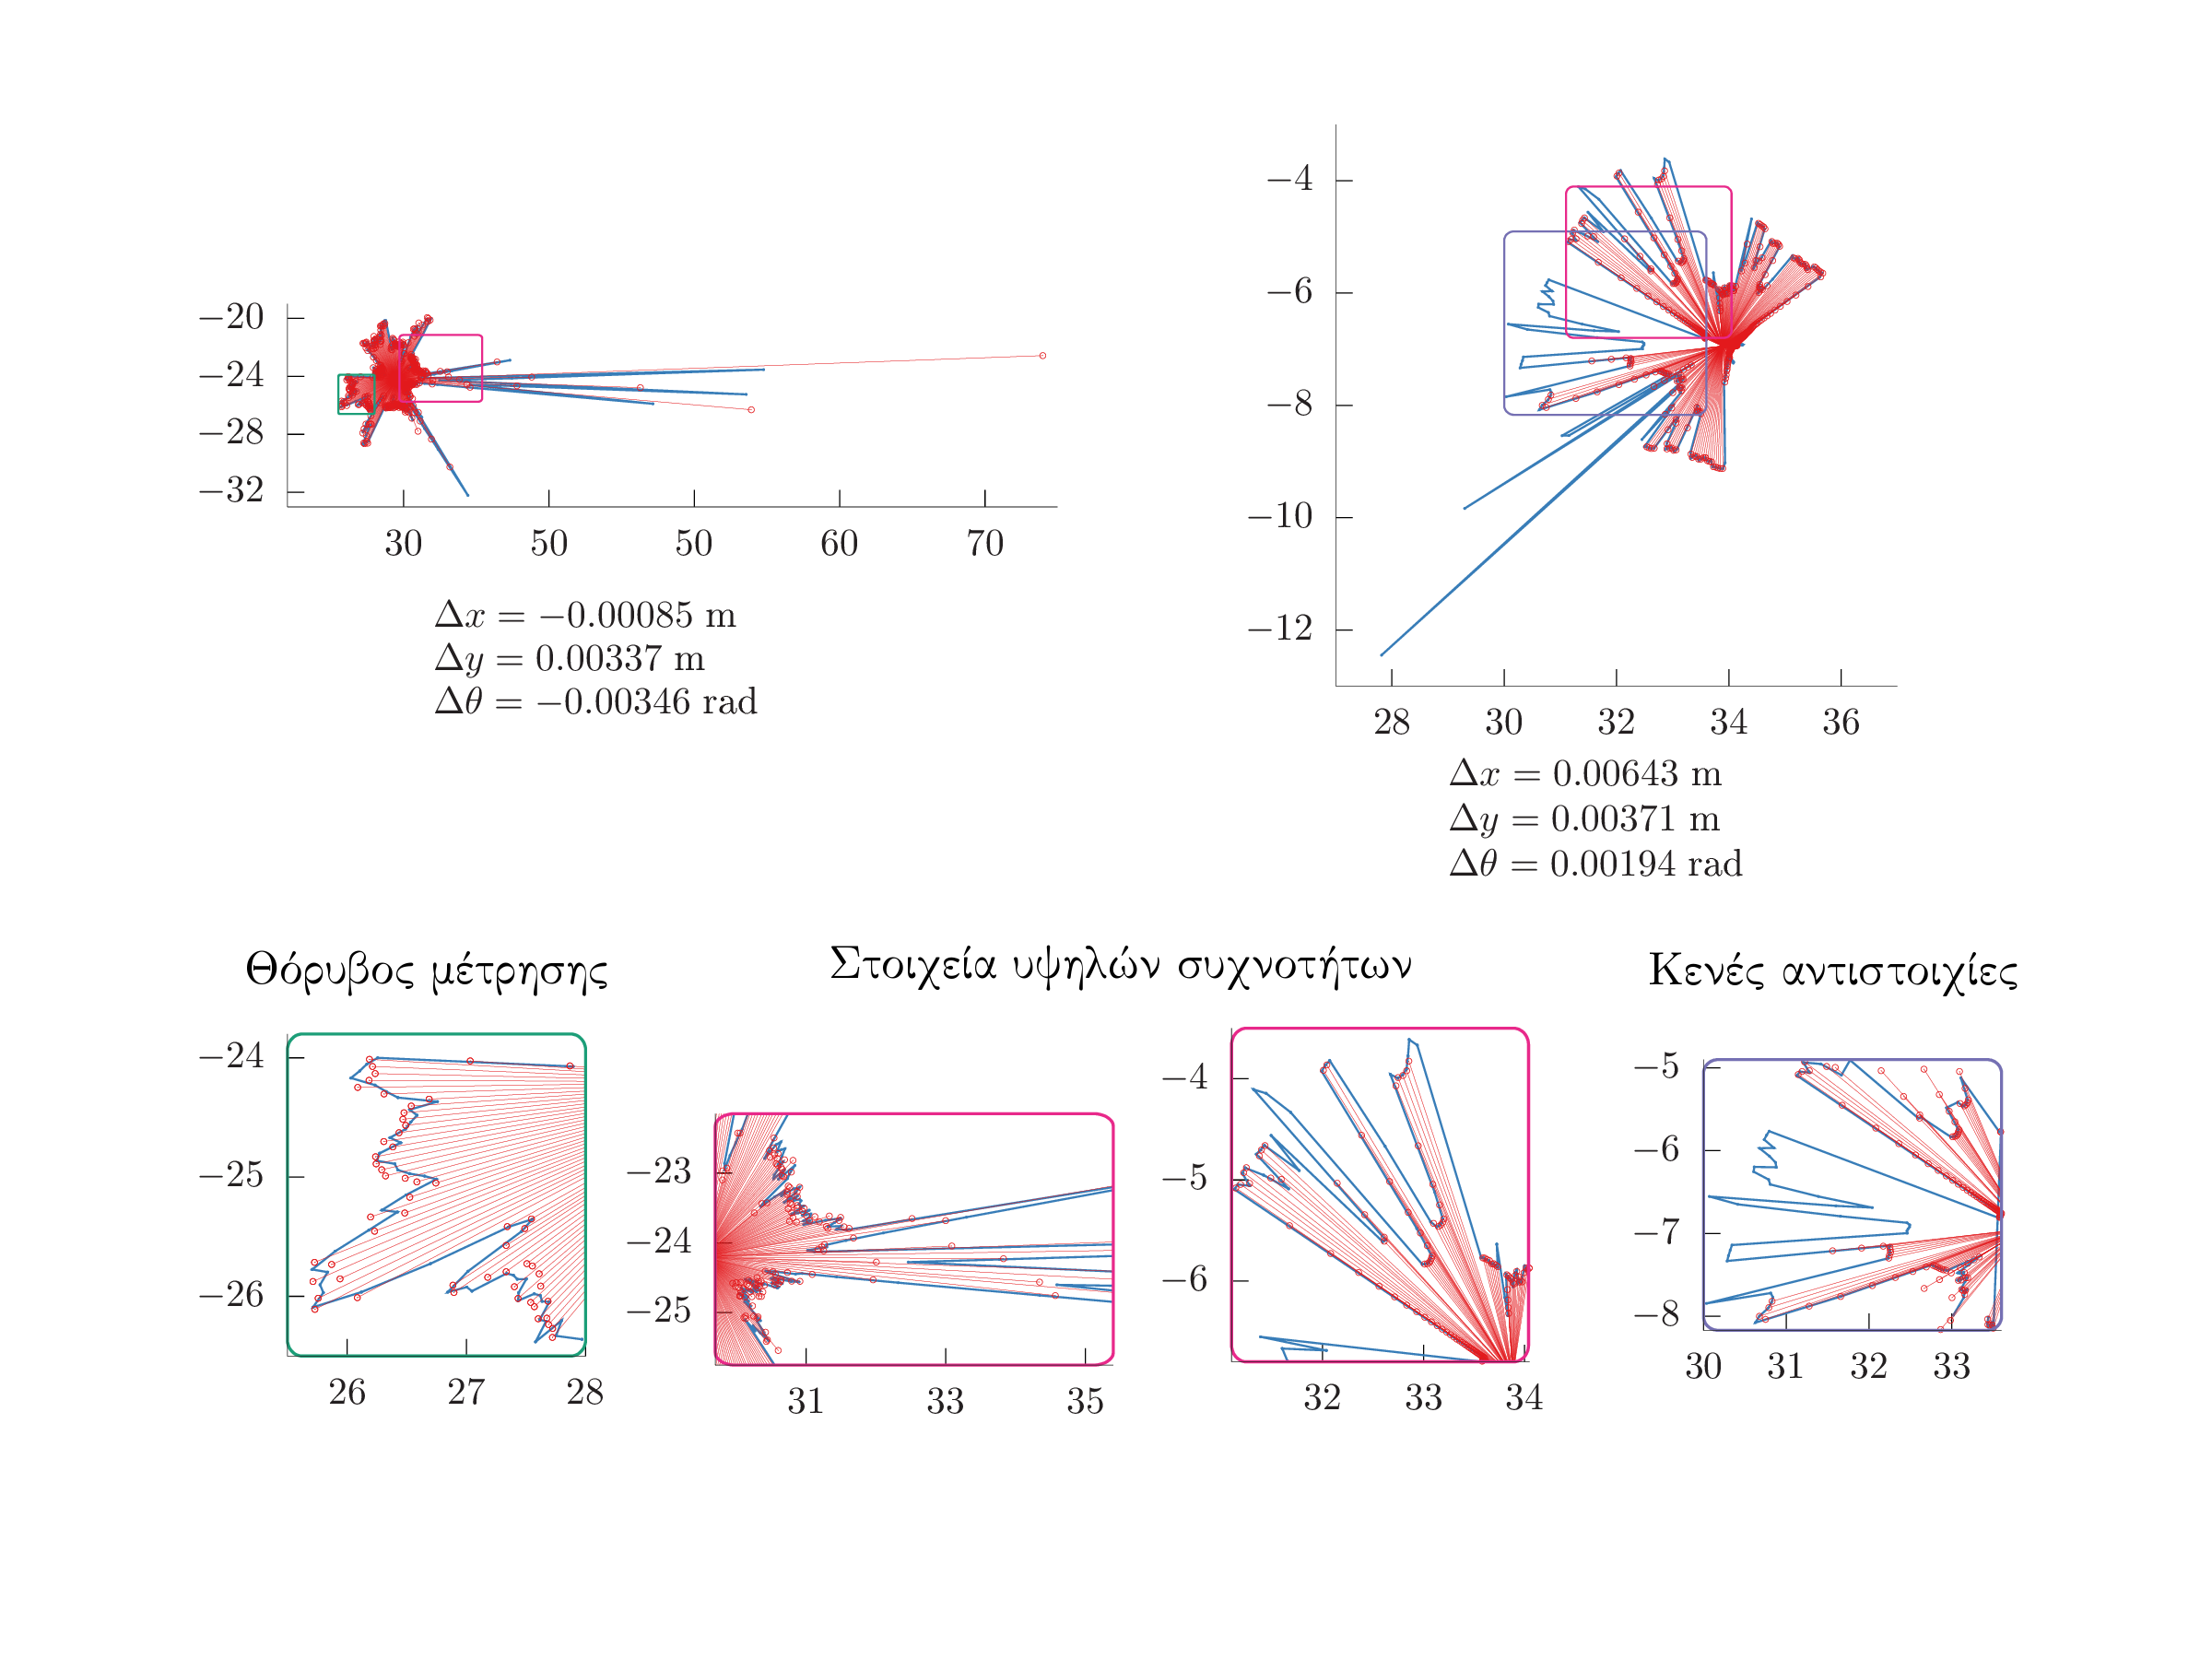 −20
−24
−28
−32
30 50 50 60 70
Δx = −0.00085 m
Δy = 0.00337 m
Δθ = −0.00346 rad
−4
−6
−8
−10
−12
28 30 32 34 36
Δx = 0.00643 m
Δy = 0.00371 m
Δθ = 0.00194 rad
Θόρυβος μέτρησης
−24
−25
−26
26 27 28
Στοιχεία υψηλών συχνοτήτων
−23
−24
−25
31 33 35
−4
−5
−6
32 33 34
Κενές αντιστοιχίες
−5
−6
−7
−8
30 31 32 33